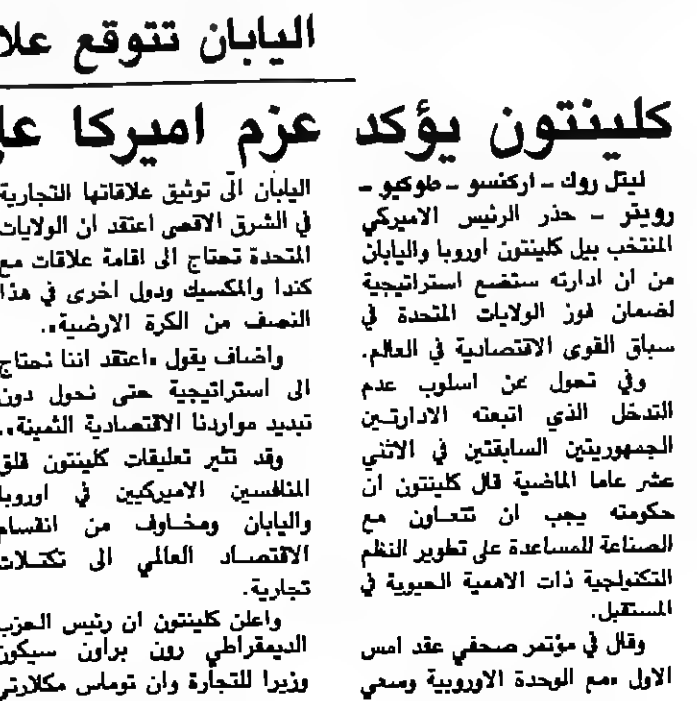 اليابان تتوقع علا
كلينتون يؤكد عزم اميركا عل
ليتل روك ـ اركنسو ـ طوكيو ـ
رويتر ـ حذر الرئيس الاميركي
المنتخب بيل كلينتون اوروبا واليابان
من ان ادارته ستضع استراتيجية
لضمان فوز الولايات المتحدة في
سباق القوى الاقتصادية في العالم.
وفي تحول عن اسلوب عدم
التدخل الذي اتبعته الادارتـين
الجمهوريتين السابقتين في الاثني
عشر عاما الماضية قال كلينتون ان
حكومته يجب ان تتعـاون مـع
الصناعة للمساعدة على تطوير النظم
التكنولجية ذات الاهمية الحيوية في
المستقبل.
وقال في مؤتمر صحفي عقد امس
الاول «مع الوحدة الاوروبية وسعي
اليابان الى توثيق علاقاتها التجارية
في الشرق الاقصى اعتقد ان الولايات
المتحدة تحتاج الى اقامة علاقات مع
كندا والمكسيك ودول اخرى في هذا
النصف من الكرة الارضية».
واضاف يقول «اعتقد اننا نحتاج
الى استراتيجية حتى نحول دون
تبديد مواردنا الاقتصادية الثمينة».
وقد تثير تعليقات كلينتون قلق
المنافسين الاميركيين في اوروبا
واليابان ومخـاوف من انقسام
الاقتصـاد العالمي الى تكتـلات
تجارية.
واعلن كلينتون ان رئيس الحزب
الديمقراطي رون براون سيكون
وزيرا للتجارة وان توماس مكلارتي